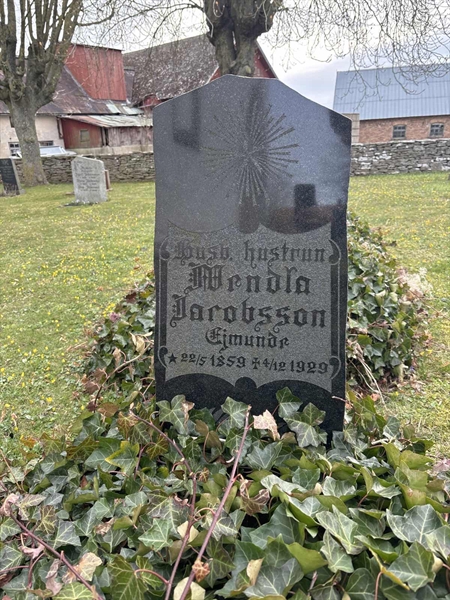 Husb. hustrun
Wendla
Jacobsson
Ejmunde
* 22/5 1859 ✝ 4/12 1929